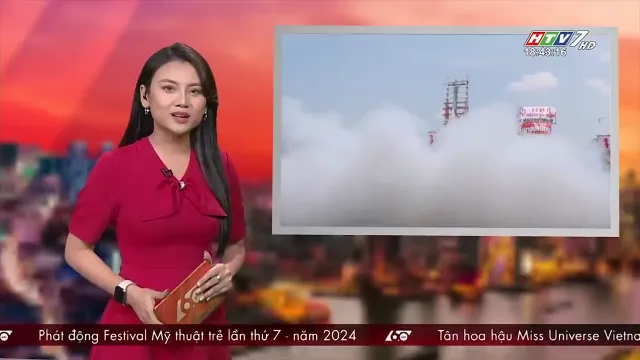 HTV7 HD
18:43:16
Phát động Festival Mỹ thuật trẻ lần thứ 7 - năm 2024
Tân hoa hậu Miss Universe Vietna